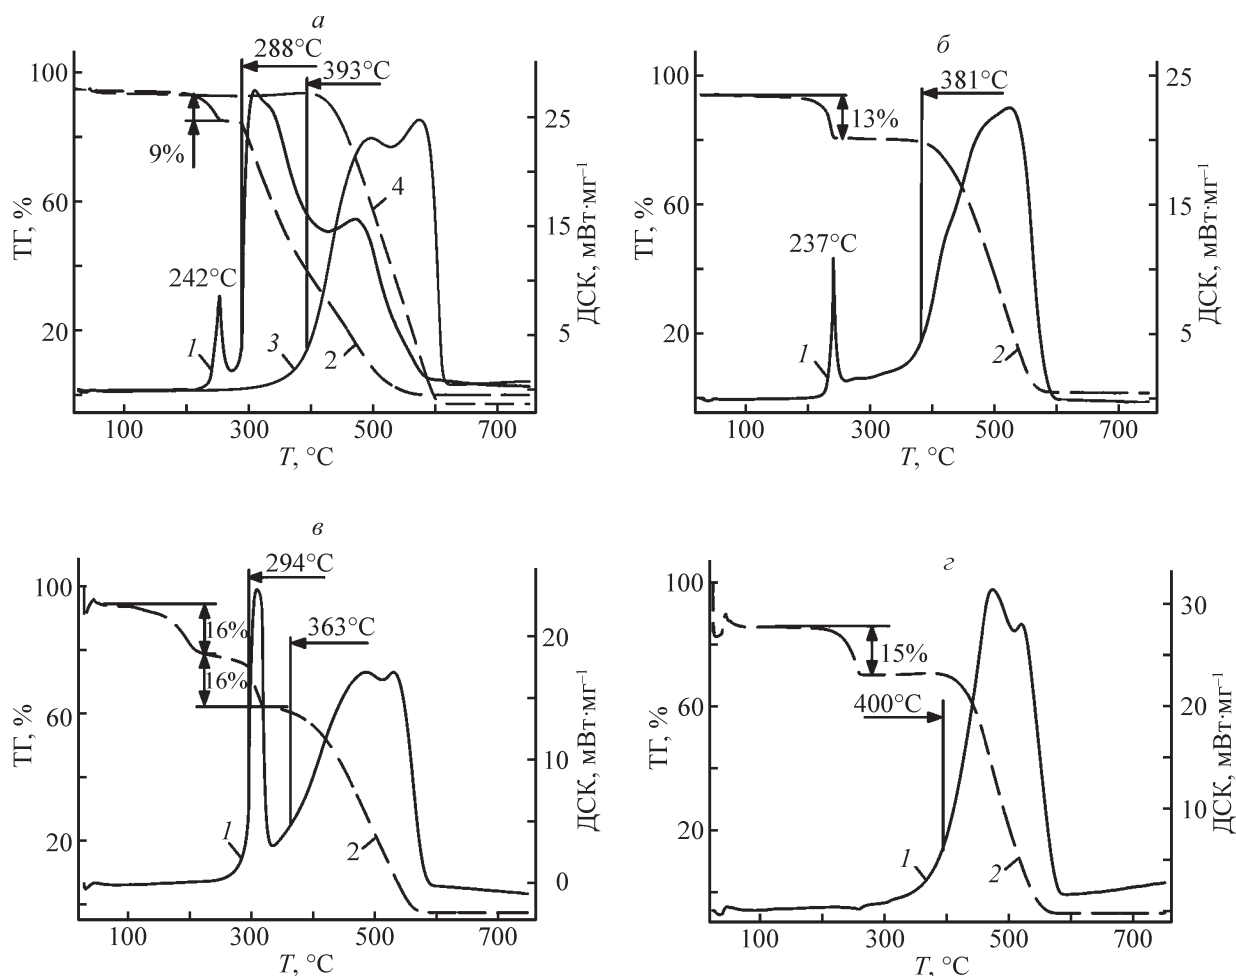 а
288°C
393°C
100
60
20
ТГ, %
9%
242°C
1
3
2
4
25
15
5
ДСК, мВт·мг⁻¹
100
300
500
700
T, °C
б
381°C
100
60
20
ТГ, %
13%
237°C
1
2
25
15
5
ДСК, мВт·мг⁻¹
100
300
500
700
T, °C
в
294°C
363°C
100
60
20
ТГ, %
16%
16%
1
2
20
10
0
ДСК, мВт·мг⁻¹
100
300
500
700
T, °C
г
100
60
20
ТГ, %
15%
400°C
1
2
30
20
10
ДСК, мВт·мг⁻¹
100
300
500
700
T, °C